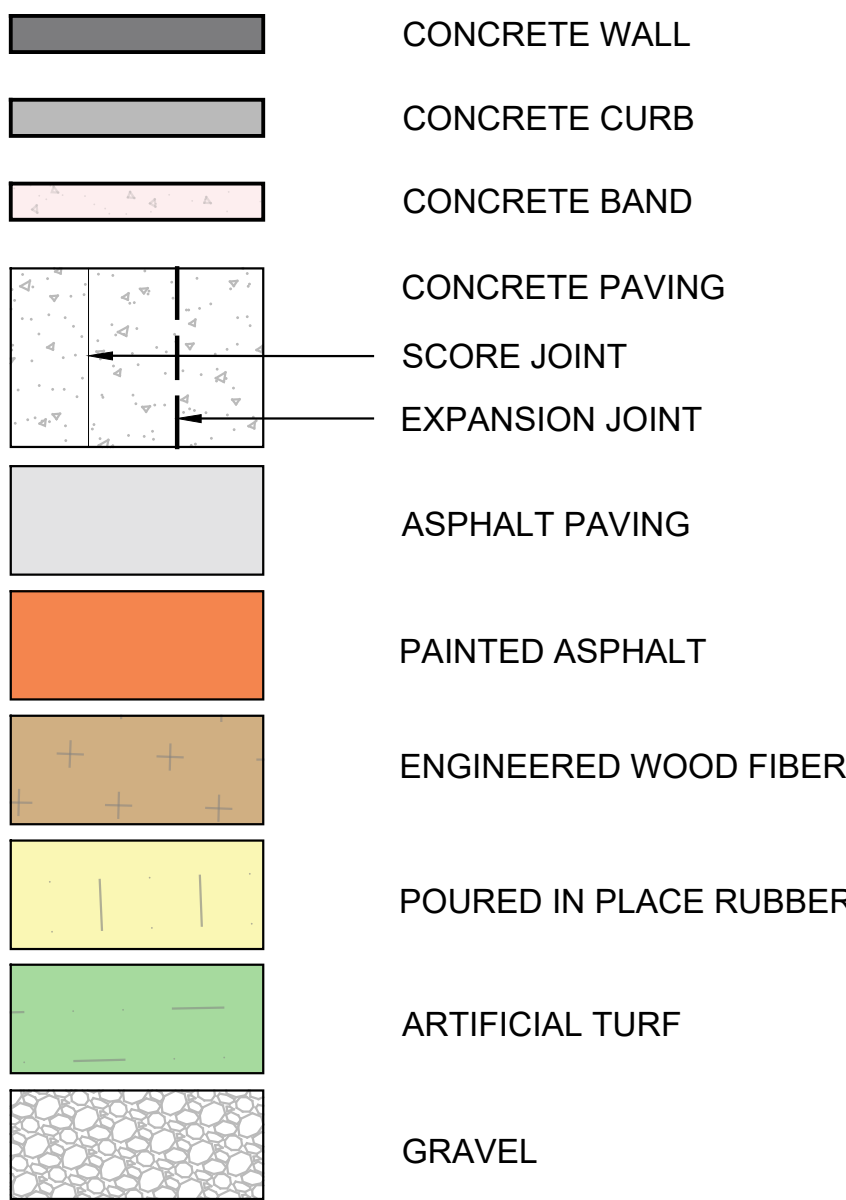 CONCRETE WALL
CONCRETE CURB
CONCRETE BAND
CONCRETE PAVING
SCORE JOINT
EXPANSION JOINT
ASPHALT PAVING
PAINTED ASPHALT
ENGINEERED WOOD FIBER
POURED IN PLACE RUBBER
ARTIFICIAL TURF
GRAVEL